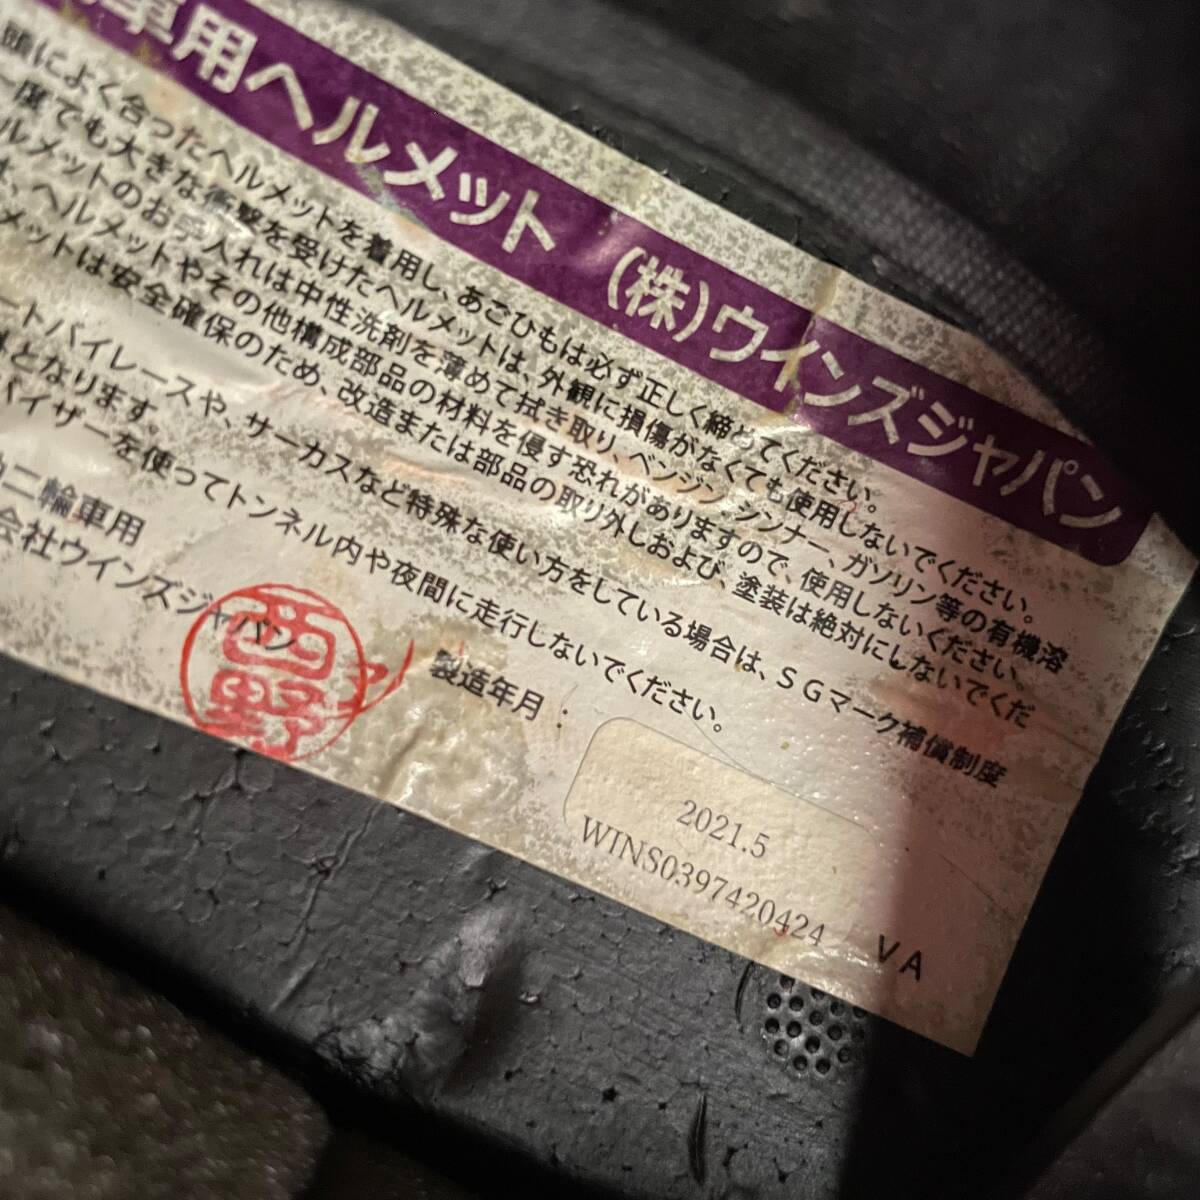 車用ヘルメット (株)ウインズジャパン
頭によく合ったヘルメットを着用し、あごひもは必ず正しく締めてください。
一度でも大きな衝撃を受けたヘルメットは、外観に損傷がなくても使用しないでください。
ルメットのお手入れは中性洗剤を薄めて拭き取り、ベンジン、シンナー、ガソリン等の有機溶
は、ヘルメットやその他構成部品の材料を侵す恐れがありますので、使用しないください。
メットは安全確保のため、改造または部品の取り外しおよび、塗装は絶対にしないでくだ
ートバイレースや、サーカスなど特殊な使い方をしている場合は、SGマーク補償制度
となります。
バイザーを使ってトンネル内や夜間に走行しないでください。
二輪車用
会社ウインズジャパン
西野
製造年月：
2021.5
WINS0397420424
VA